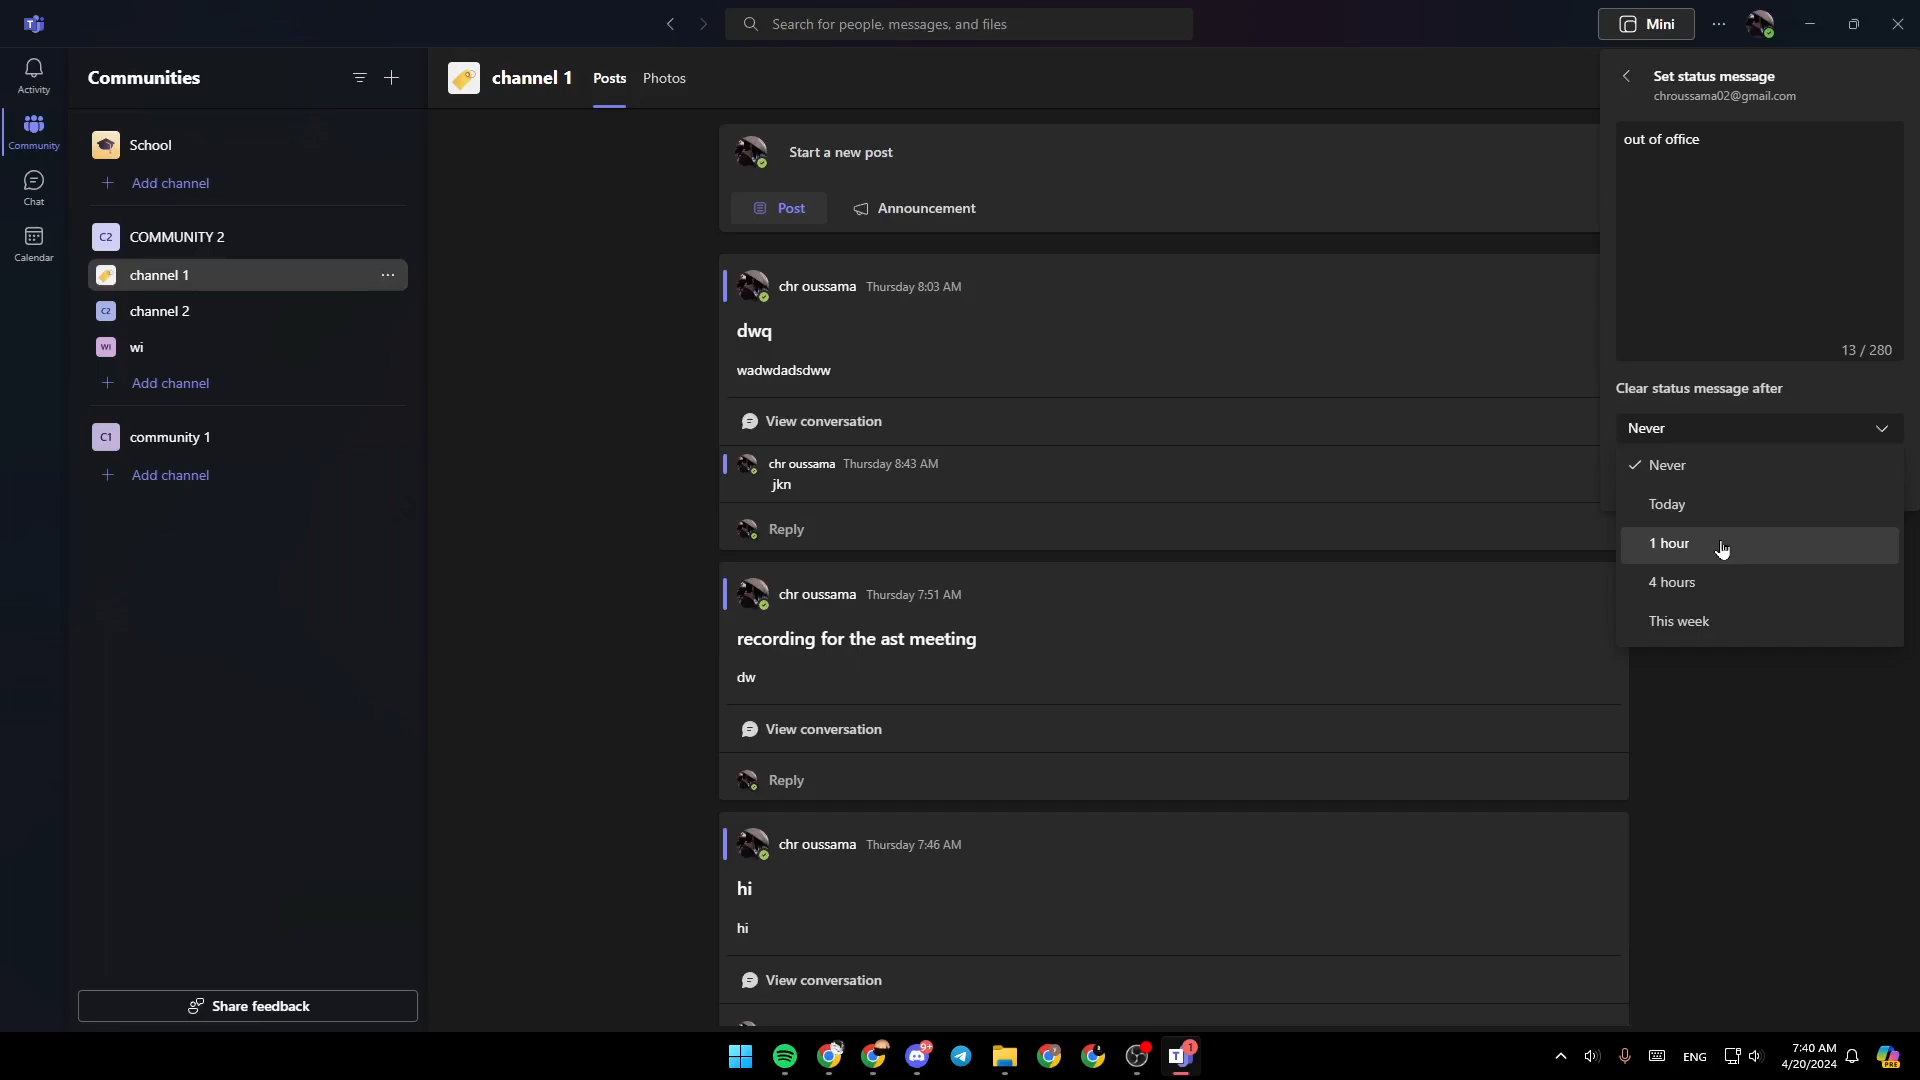 Search for people, messages, and files
Mini
Activity
Community
Chat
Calendar
Communities
School
Add channel
C2 COMMUNITY 2
channel 1
C2 channel 2
WI wi
Add channel
C1 community 1
Add channel
Share feedback
channel 1 Posts Photos
Start a new post
Post Announcement
chr oussama Thursday 8:03 AM
dwq
wadwdadsdww
View conversation
chr oussama Thursday 8:43 AM
jkn
Reply
chr oussama Thursday 7:51 AM
recording for the ast meeting
dw
View conversation
Reply
chr oussama Thursday 7:46 AM
hi
hi
View conversation
Set status message
chroussama02@gmail.com
out of office
13 / 280
Clear status message after
Never
Never
Today
1 hour
4 hours
This week
9+
1
ENG
7:40 AM
4/20/2024
PRE